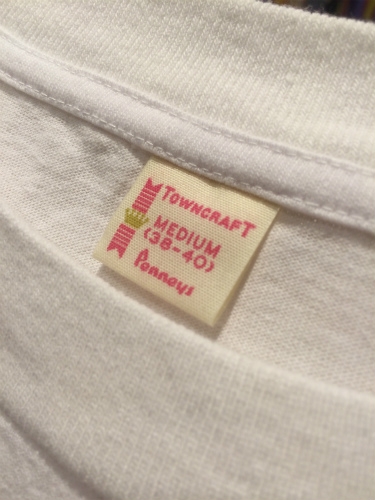 TOWNCRAFT
MEDIUM
(38-40)
Penneys